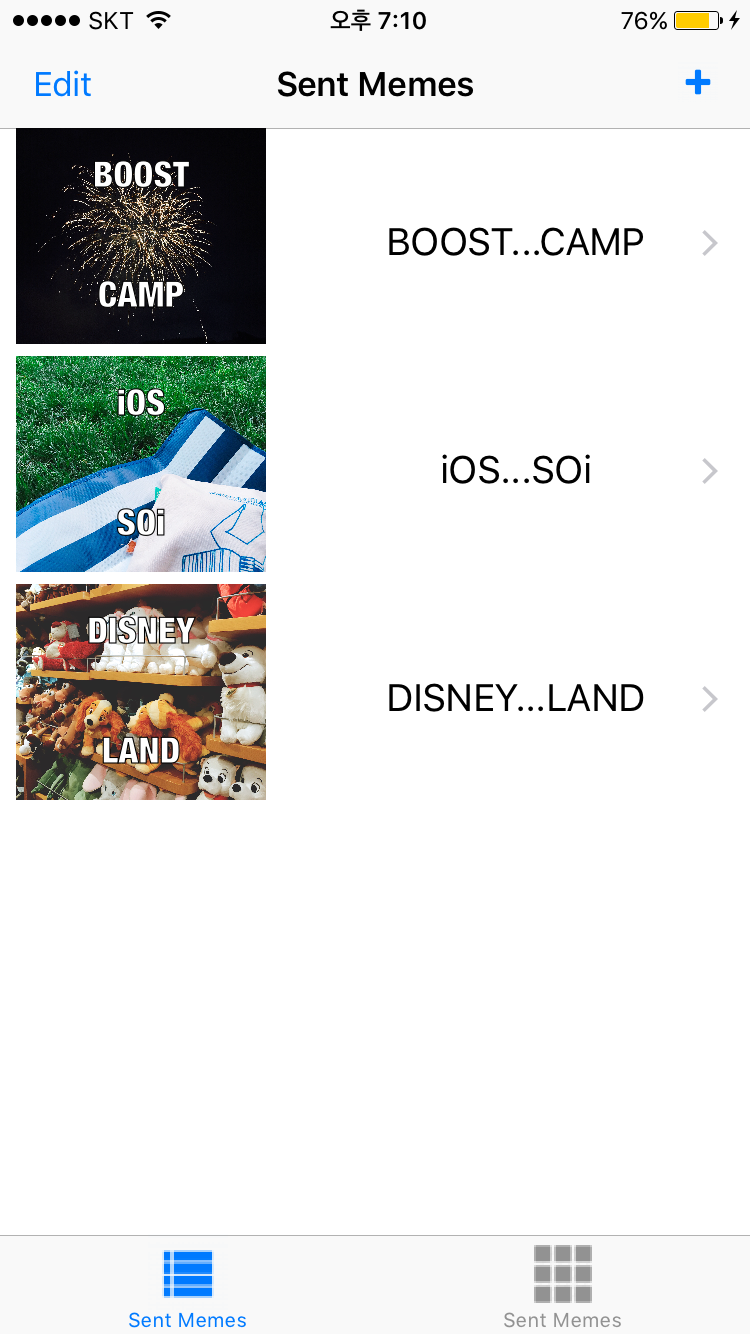 SKT 오후 7:10 76%
Edit Sent Memes +
BOOST
CAMP
BOOST...CAMP
iOS
SOi
iOS...SOi
DISNEY
LAND
DISNEY...LAND
Sent Memes Sent Memes